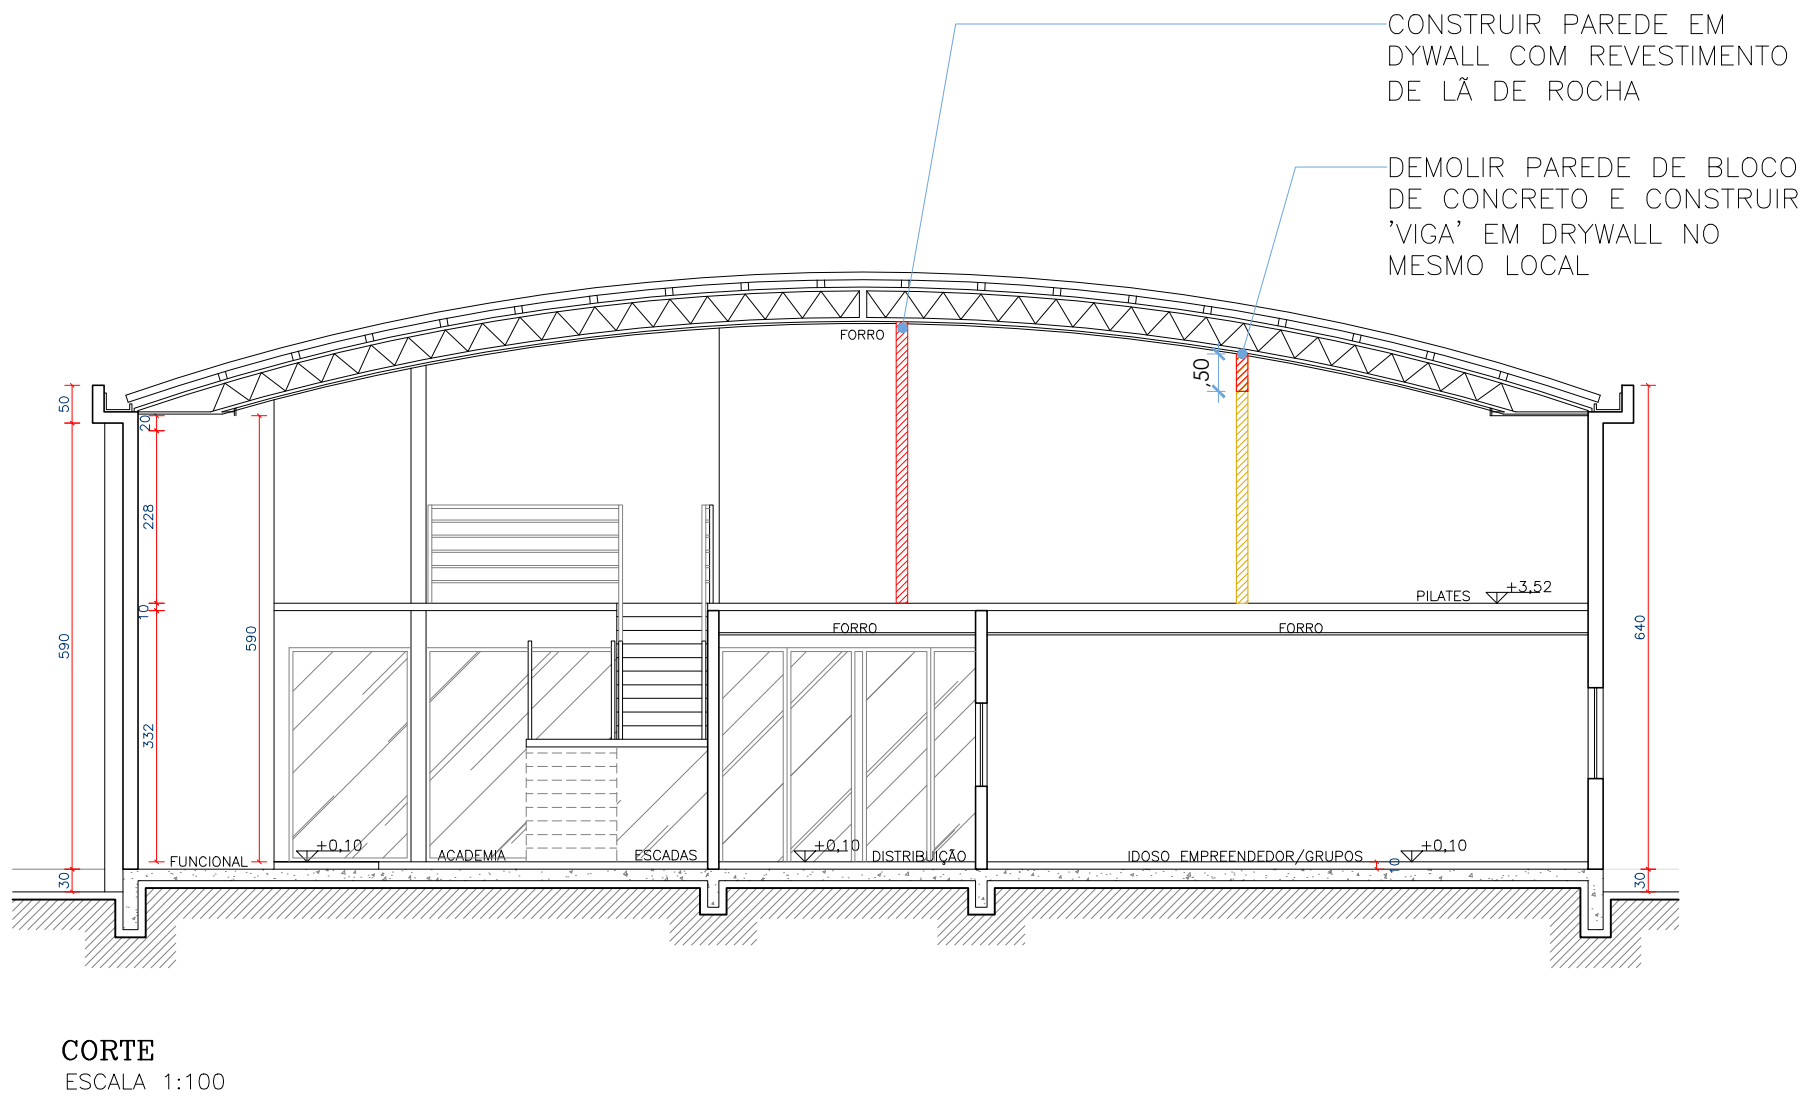 CONSTRUIR PAREDE EM
DYWALL COM REVESTIMENTO
DE LÃ DE ROCHA
DEMOLIR PAREDE DE BLOCO
DE CONCRETO E CONSTRUIR
'VIGA' EM DRYWALL NO
MESMO LOCAL
FORRO
,50
50
20
228
10
590
590
332
30
640
30
PILATES
+3,52
FORRO
FORRO
FUNCIONAL
+0,10
ACADEMIA
ESCADAS
+0,10
DISTRIBUIÇÃO
IDOSO EMPREENDEDOR/GRUPOS
10
+0,10
CORTE
ESCALA 1:100